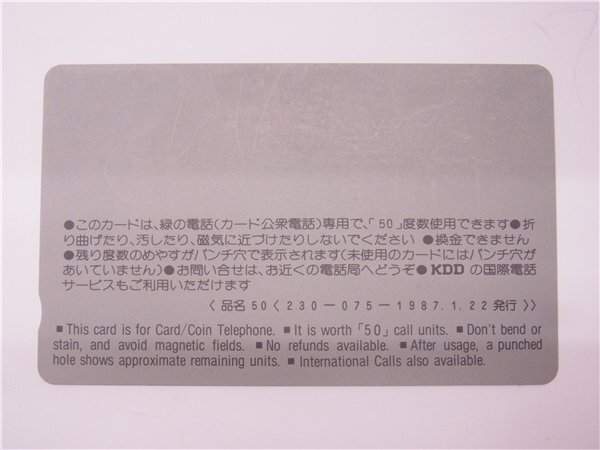 ●このカードは、緑の電話(カード公衆電話)専用で、「50」度数使用できます●折
り曲げたり、汚したり、磁気に近づけたりしないでください ●換金できません
●残り度数のめやすがパンチ穴で表示されます(未使用のカードにはパンチ穴が
あいていません)●お問い合せは、お近くの電話局へどうぞ●KDDの国際電話
サービスもご利用いただけます
〈品名50〈230-075-1987.1.22発行〉〉
■ This card is for Card/Coin Telephone. ■ It is worth「50」call units. ■ Don't bend or
stain, and avoid magnetic fields. ■ No refunds available. ■ After usage, a punched
hole shows approximate remaining units. ■ International Calls also available.